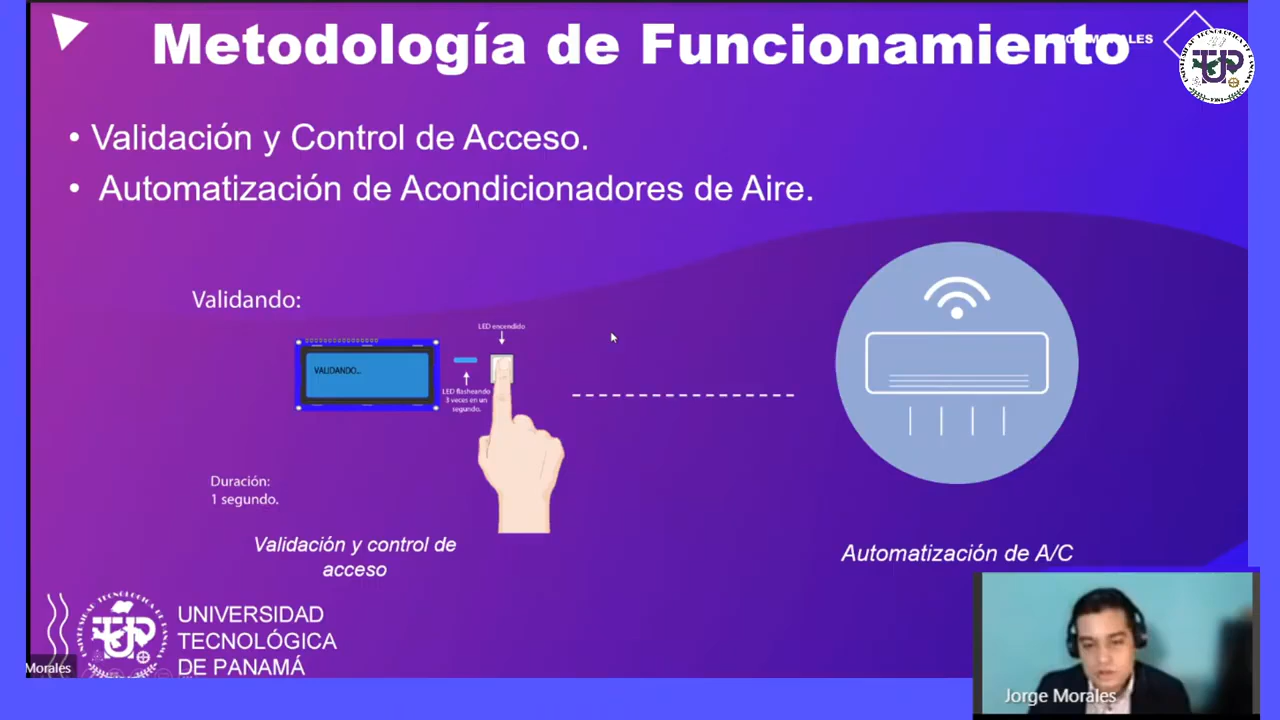 Metodología de Funcionamiento
• Validación y Control de Acceso.
• Automatización de Acondicionadores de Aire.
Validando:
LED encendido
VALIDANDO...
LED flasheando
3 veces en un
segundo.
Duración:
1 segundo.
Validación y control de
acceso
Automatización de A/C
UNIVERSIDAD
TECNOLÓGICA
DE PANAMÁ
Morales
Jorge Morales